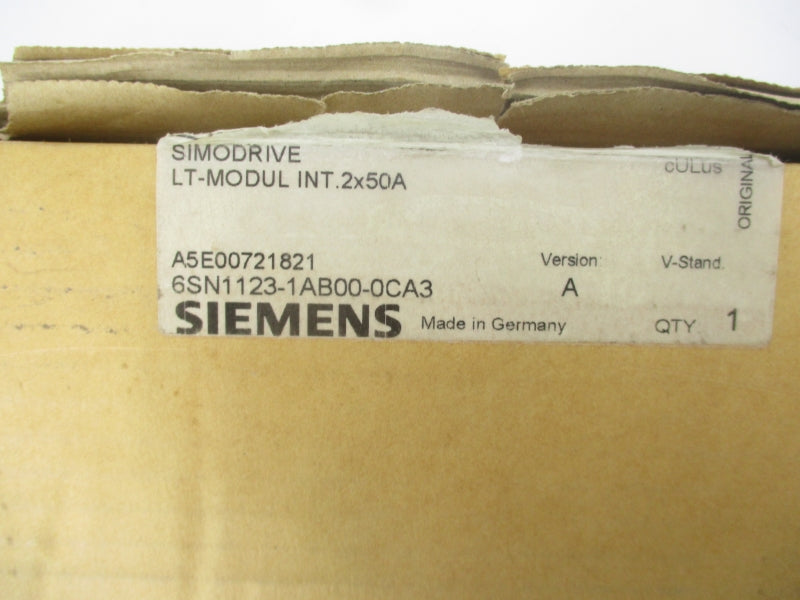 SIMODRIVE
LT-MODUL INT.2x50A
cULus
ORIGINAL
A5E00721821
Version
V-Stand.
6SN1123-1AB00-0CA3
A
SIEMENS
Made in Germany
QTY
1